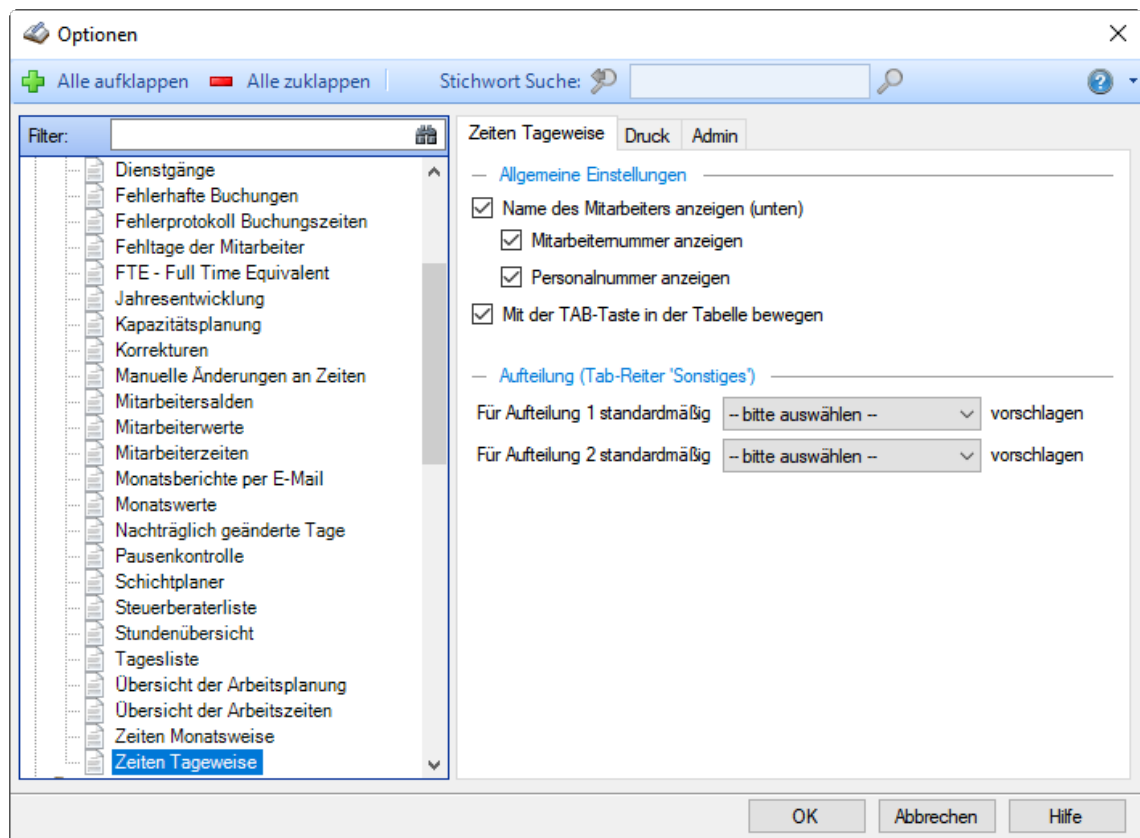 Optionen
Alle aufklappen Alle zuklappen Stichwort Suche:
Filter:
Dienstgänge
Fehlerhafte Buchungen
Fehlerprotokoll Buchungszeiten
Fehltage der Mitarbeiter
FTE - Full Time Equivalent
Jahresentwicklung
Kapazitätsplanung
Korrekturen
Manuelle Änderungen an Zeiten
Mitarbeitersalden
Mitarbeiterwerte
Mitarbeiterzeiten
Monatsberichte per E-Mail
Monatswerte
Nachträglich geänderte Tage
Pausenkontrolle
Schichtplaner
Steuerberaterliste
Stundenübersicht
Tagesliste
Übersicht der Arbeitsplanung
Übersicht der Arbeitszeiten
Zeiten Monatsweise
Zeiten Tageweise
Zeiten Tageweise Druck Admin
Allgemeine Einstellungen
Name des Mitarbeiters anzeigen (unten)
Mitarbeiternummer anzeigen
Personalnummer anzeigen
Mit der TAB-Taste in der Tabelle bewegen
Aufteilung (Tab-Reiter 'Sonstiges')
Für Aufteilung 1 standardmäßig -- bitte auswählen -- vorschlagen
Für Aufteilung 2 standardmäßig -- bitte auswählen -- vorschlagen
OK Abbrechen Hilfe